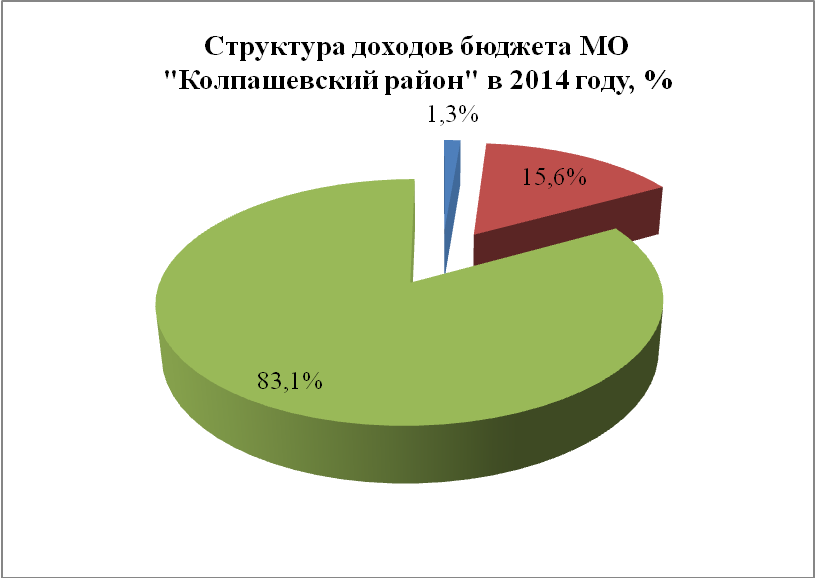 Структура доходов бюджета МО
"Колпашевский район" в 2014 году, %
1,3%
15,6%
83,1%